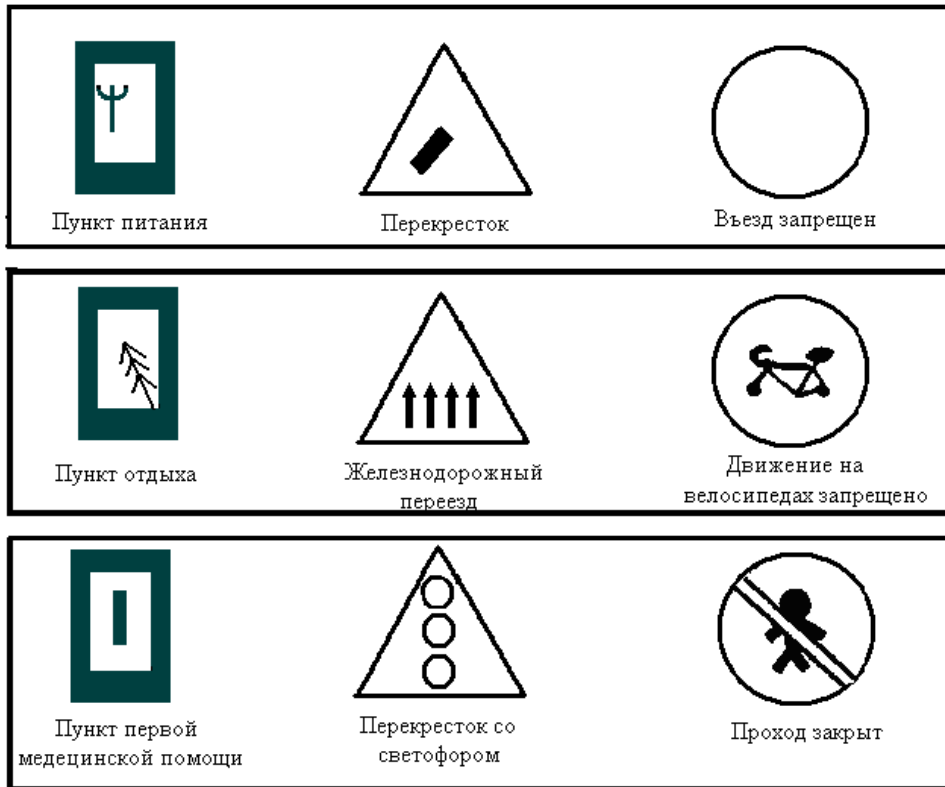 Пункт питания
Перекресток
Въезд запрещен
Пункт отдыха
Железнодорожный
переезд
Движение на
велосипедах запрещено
Пункт первой
медецинской помощи
Перекресток со
светофором
Проход закрыт